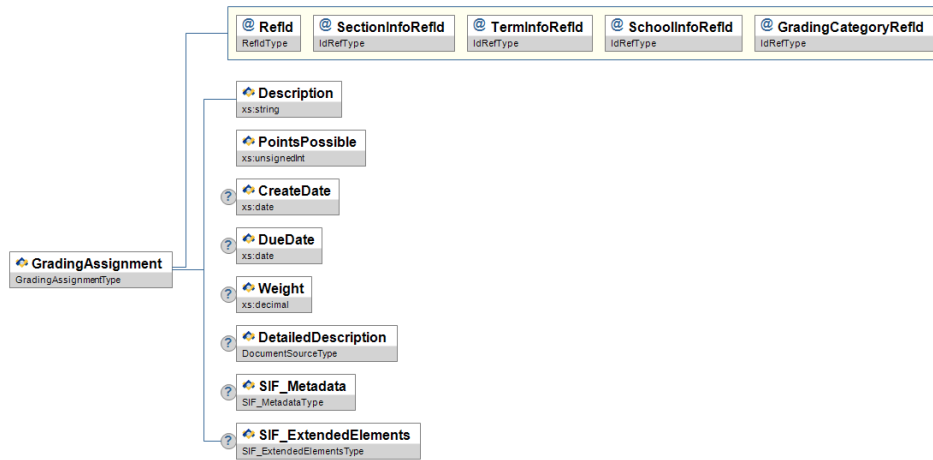 @ RefId @ SectionInfoRefId @ TermInfoRefId @ SchoolInfoRefId @ GradingCategoryRefId
RefIdType IdRefType IdRefType IdRefType IdRefType
Description
xs:string
PointsPossible
xs:unsignedInt
? CreateDate
xs:date
? DueDate
xs:date
GradingAssignment
GradingAssignmentType
? Weight
xs:decimal
? DetailedDescription
DocumentSourceType
? SIF_Metadata
SIF_MetadataType
? SIF_ExtendedElements
SIF_ExtendedElementsType